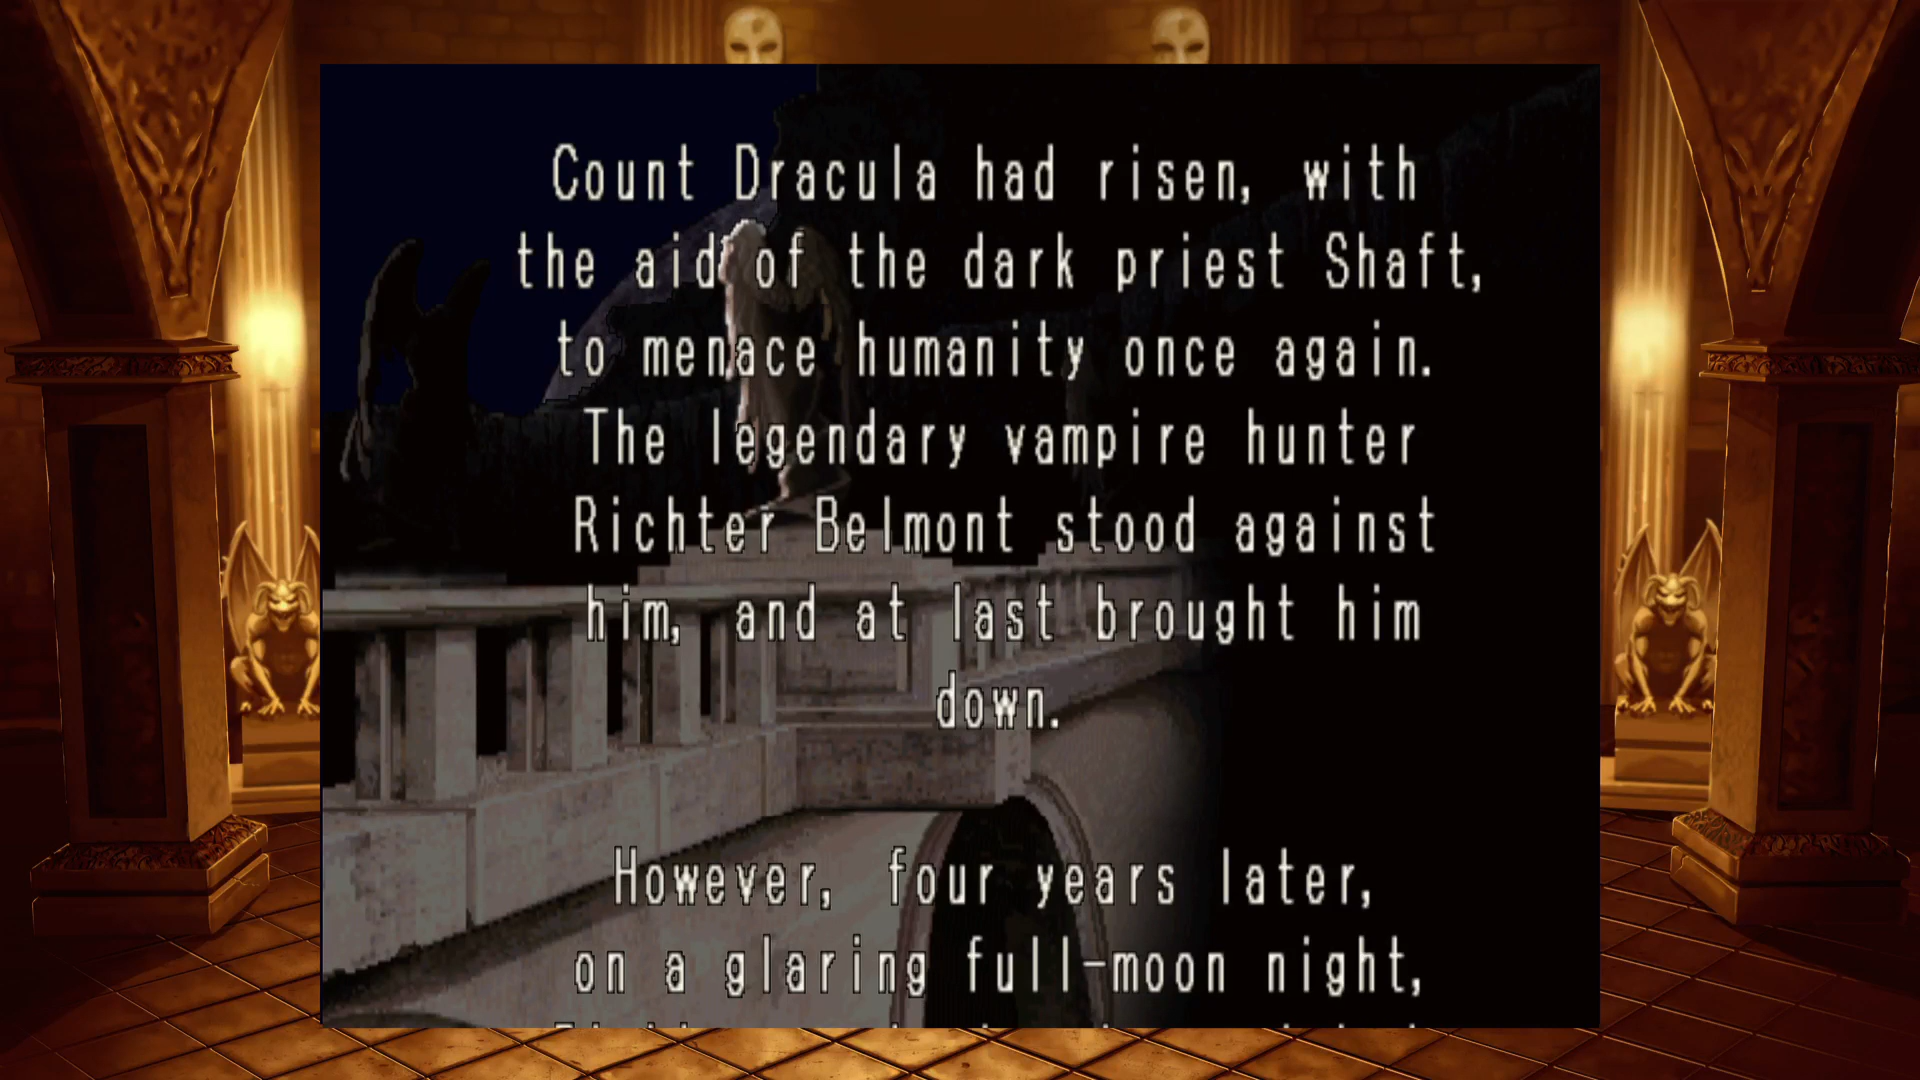 Count Dracula had risen, with
the aid of the dark priest Shaft,
to menace humanity once again.
The legendary vampire hunter
Richter Belmont stood against
him, and at last brought him
down.
However, four years later,
on a glaring full-moon night,